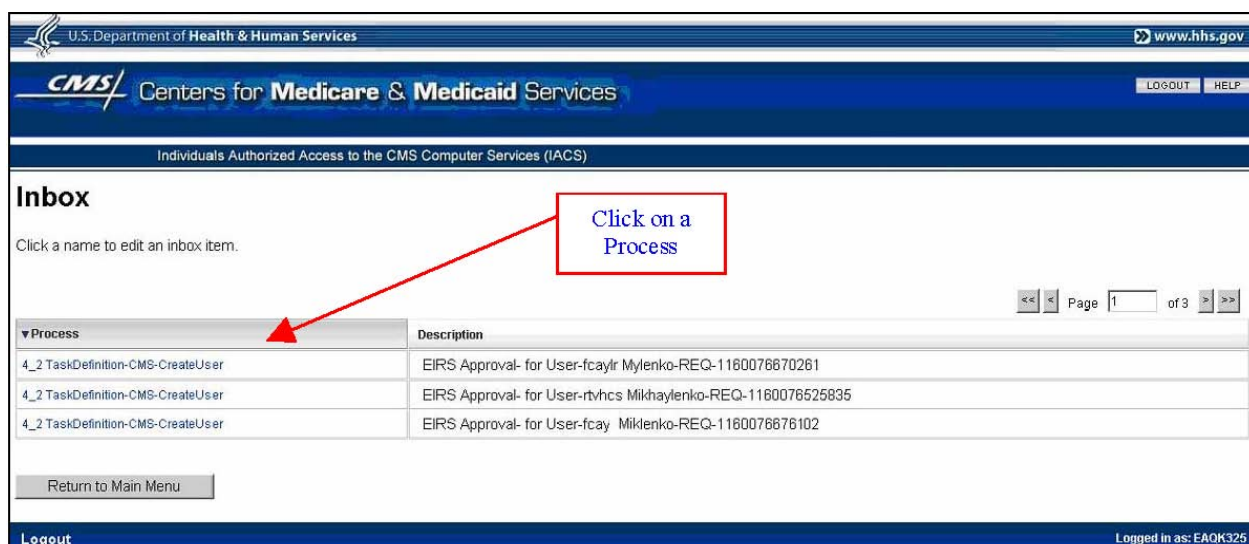 U.S. Department of Health & Human Services
www.hhs.gov
CMS Centers for Medicare & Medicaid Services
LOGOUT HELP
Individuals Authorized Access to the CMS Computer Services (IACS)
Inbox
Click on a
Process
Click a name to edit an inbox item.
<< < Page 1 of 3 > >>
▼Process Description
4_2 TaskDefinition-CMS-CreateUser EIRS Approval- for User-fcaylr Mylenko-REQ-1160076670261
4_2 TaskDefinition-CMS-CreateUser EIRS Approval- for User-rtvhcs Mikhaylenko-REQ-1160076525835
4_2 TaskDefinition-CMS-CreateUser EIRS Approval- for User-fcay Miklenko-REQ-1160076676102
Return to Main Menu
Logout Logged in as: EAQK325